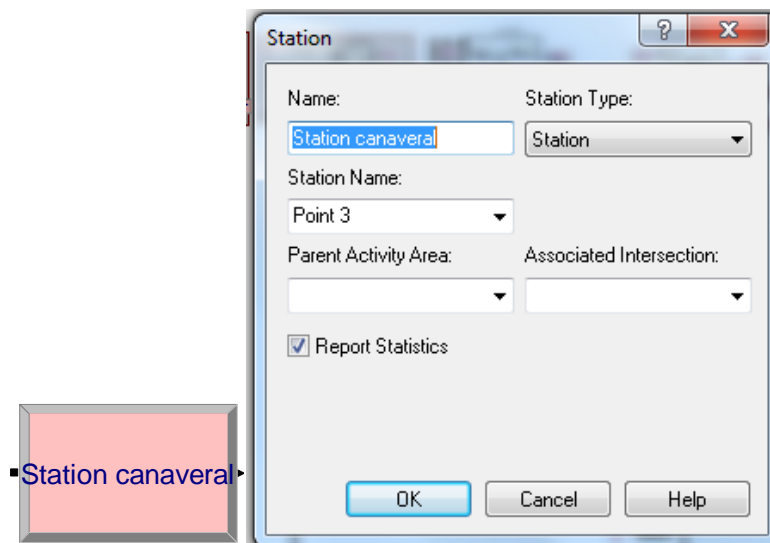 Station
Name:
Station Type:
Station canaveral
Station
Station Name:
Point 3
Parent Activity Area:
Associated Intersection:
Report Statistics
Station canaveral
OK
Cancel
Help